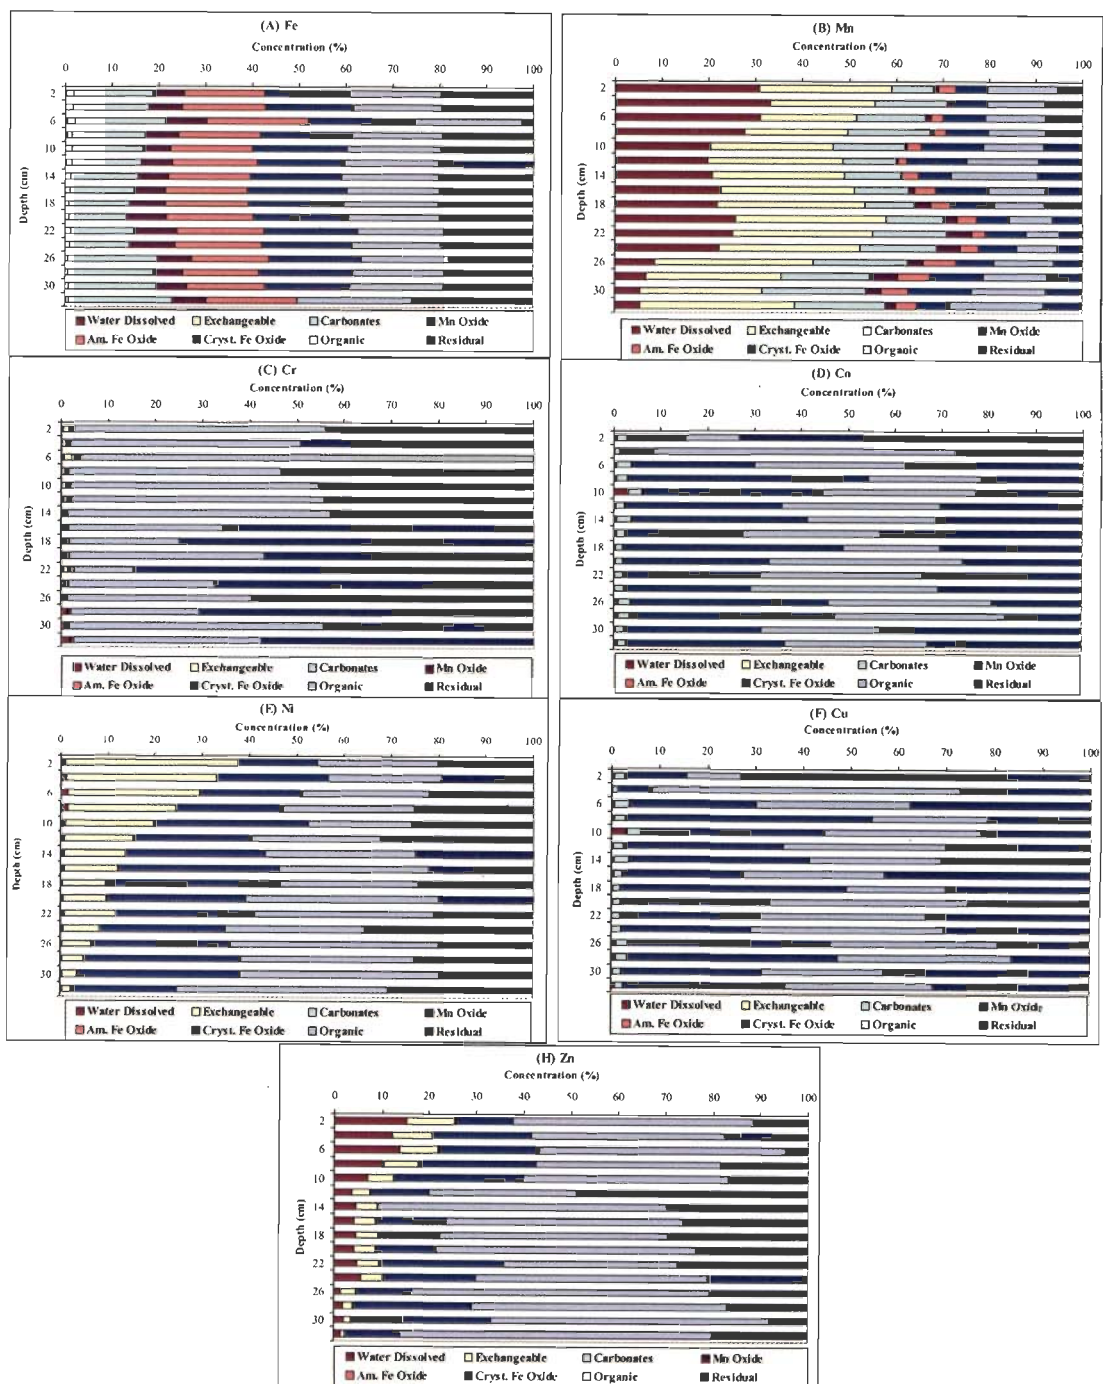 (A) Fe
Concentration (%)
0 10 20 30 40 50 60 70 80 90 100
Depth (cm)
2
6
10
14
18
22
26
30
Water Dissolved Exchangeable Carbonates Mn Oxide
Am. Fe Oxide Cryst. Fe Oxide Organic Residual
(B) Mn
Concentration (%)
0 10 20 30 40 50 60 70 80 90 100
Depth (cm)
2
6
10
14
18
22
26
30
Water Dissolved Exchangeable Carbonates Mn Oxide
Am. Fe Oxide Cryst. Fe Oxide Organic Residual
(C) Cr
Concentration (%)
0 10 20 30 40 50 60 70 80 90 100
Depth (cm)
2
6
10
14
18
22
26
30
Water Dissolved Exchangeable Carbonates Mn Oxide
Am. Fe Oxide Cryst. Fe Oxide Organic Residual
(D) Co
Concentration (%)
0 10 20 30 40 50 60 70 80 90 100
Depth (cm)
2
6
10
14
18
22
26
30
Water Dissolved Exchangeable Carbonates Mn Oxide
Am. Fe Oxide Cryst. Fe Oxide Organic Residual
(E) Ni
Concentration (%)
0 10 20 30 40 50 60 70 80 90 100
Depth (cm)
2
6
10
14
18
22
26
30
Water Dissolved Exchangeable Carbonates Mn Oxide
Am. Fe Oxide Cryst. Fe Oxide Organic Residual
(F) Cu
Concentration (%)
0 10 20 30 40 50 60 70 80 90 100
Depth (cm)
2
6
10
14
18
22
26
30
Water Dissolved Exchangeable Carbonates Mn Oxide
Am. Fe Oxide Cryst. Fe Oxide Organic Residual
(H) Zn
Concentration (%)
0 10 20 30 40 50 60 70 80 90 100
Depth (cm)
2
6
10
14
18
22
26
30
Water Dissolved Exchangeable Carbonates Mn Oxide
Am. Fe Oxide Cryst. Fe Oxide Organic Residual